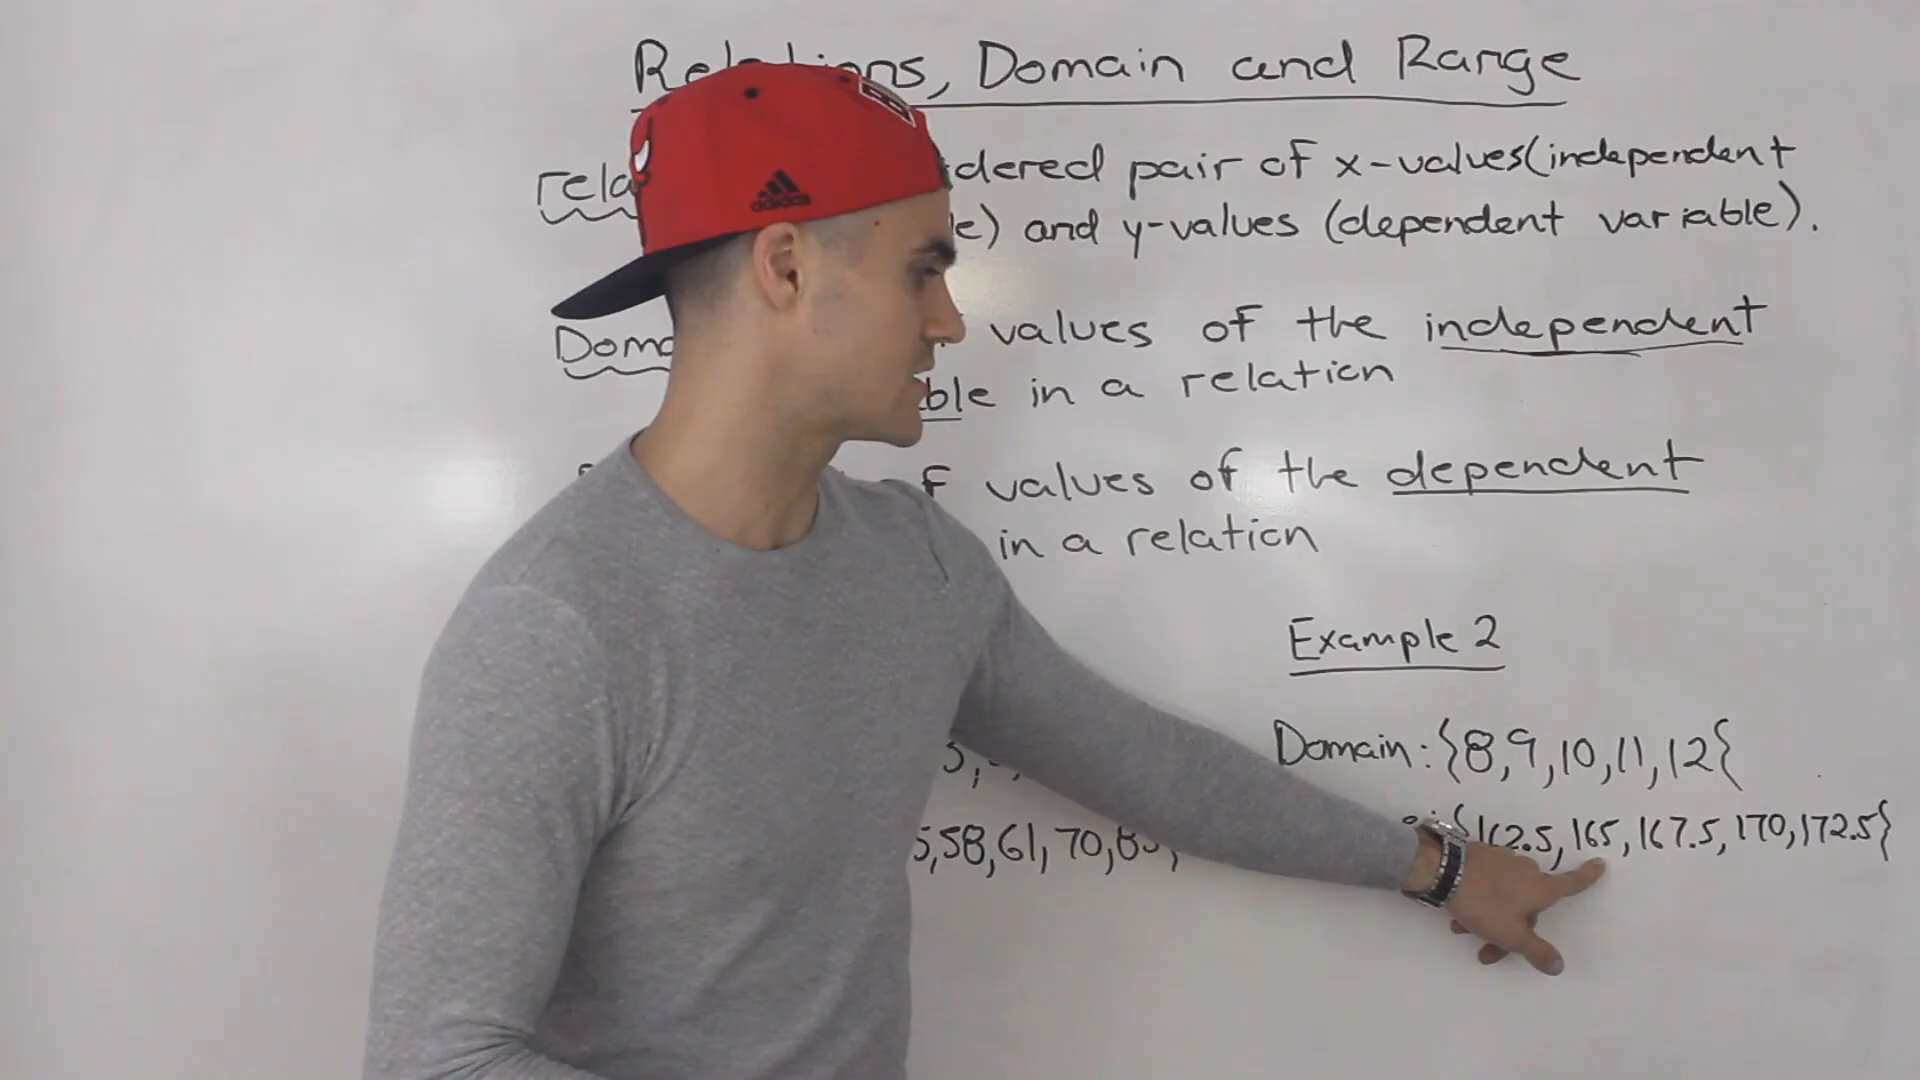 Relations, Domain and Range
rela dered pair of x-values(independent
e) and y-values (dependent variable).
Doma values of the independent
ble in a relation
f values of the dependent
in a relation
Example 2
Domain: {8,9,10,11,12{
5,58,61,70,8 {162.5,165,167.5,170,172.5}
adidas